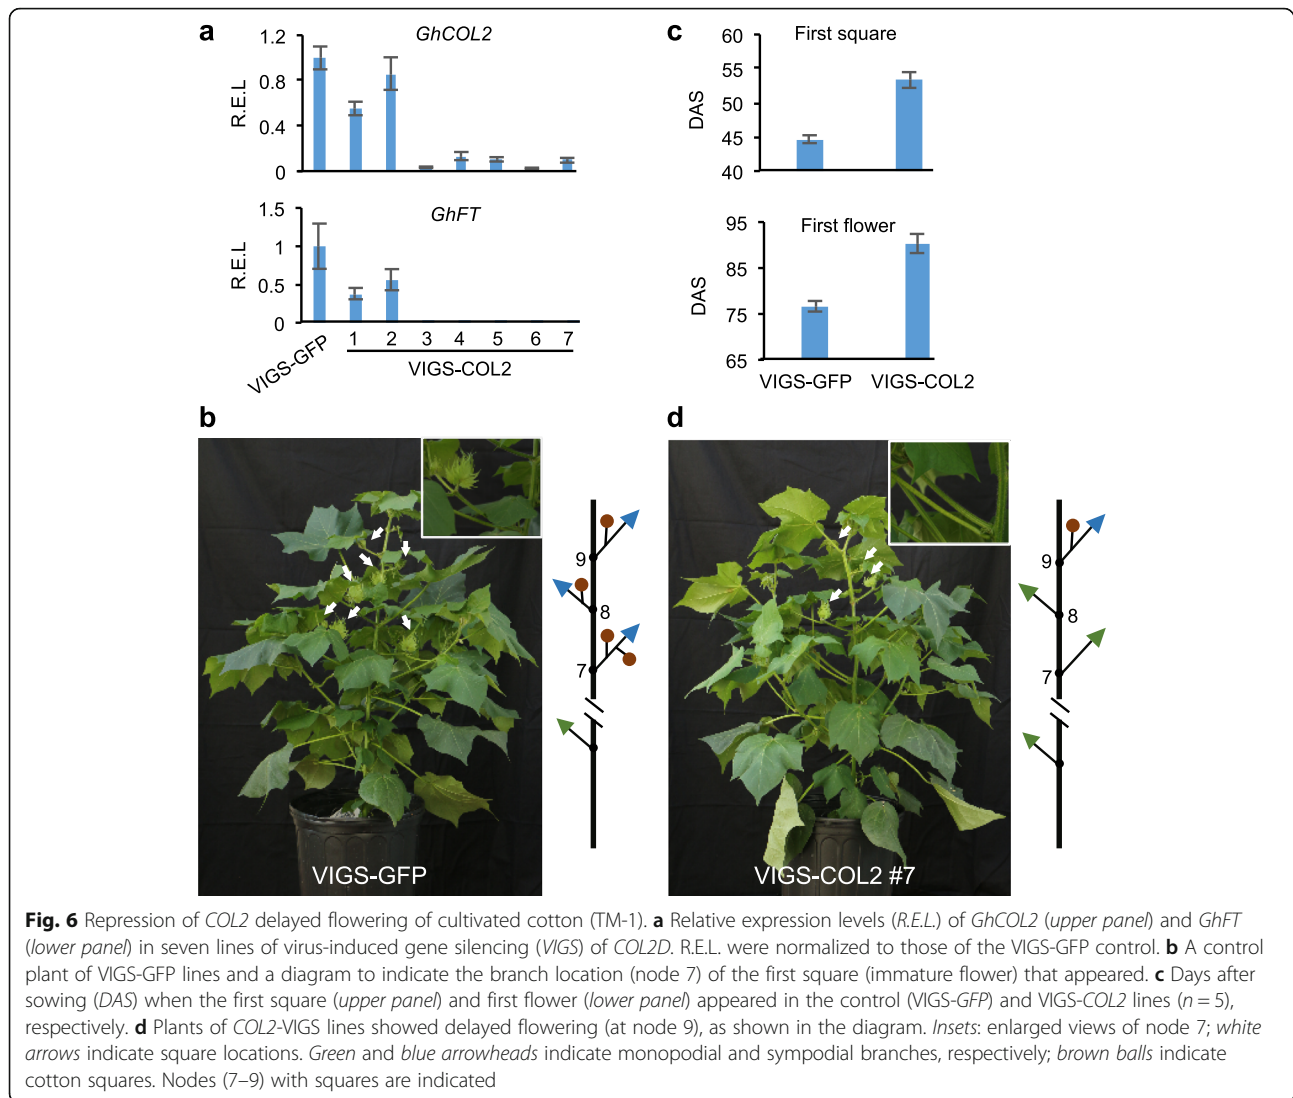 a
GhCOL2
R.E.L
1.2
0.8
0.4
0
GhFT
R.E.L
1.5
1
0.5
0
VIGS-GFP
1 2 3 4 5 6 7
VIGS-COL2
c
First square
DAS
60
55
50
45
40
First flower
DAS
95
85
75
65
VIGS-GFP VIGS-COL2
b
9
8
7
VIGS-GFP
d
9
8
7
VIGS-COL2 #7
Fig. 6 Repression of COL2 delayed flowering of cultivated cotton (TM-1). a Relative expression levels (R.E.L.) of GhCOL2 (upper panel) and GhFT
(lower panel) in seven lines of virus-induced gene silencing (VIGS) of COL2D. R.E.L. were normalized to those of the VIGS-GFP control. b A control
plant of VIGS-GFP lines and a diagram to indicate the branch location (node 7) of the first square (immature flower) that appeared. c Days after
sowing (DAS) when the first square (upper panel) and first flower (lower panel) appeared in the control (VIGS-GFP) and VIGS-COL2 lines (n = 5),
respectively. d Plants of COL2-VIGS lines showed delayed flowering (at node 9), as shown in the diagram. Insets: enlarged views of node 7; white
arrows indicate square locations. Green and blue arrowheads indicate monopodial and sympodial branches, respectively; brown balls indicate
cotton squares. Nodes (7–9) with squares are indicated